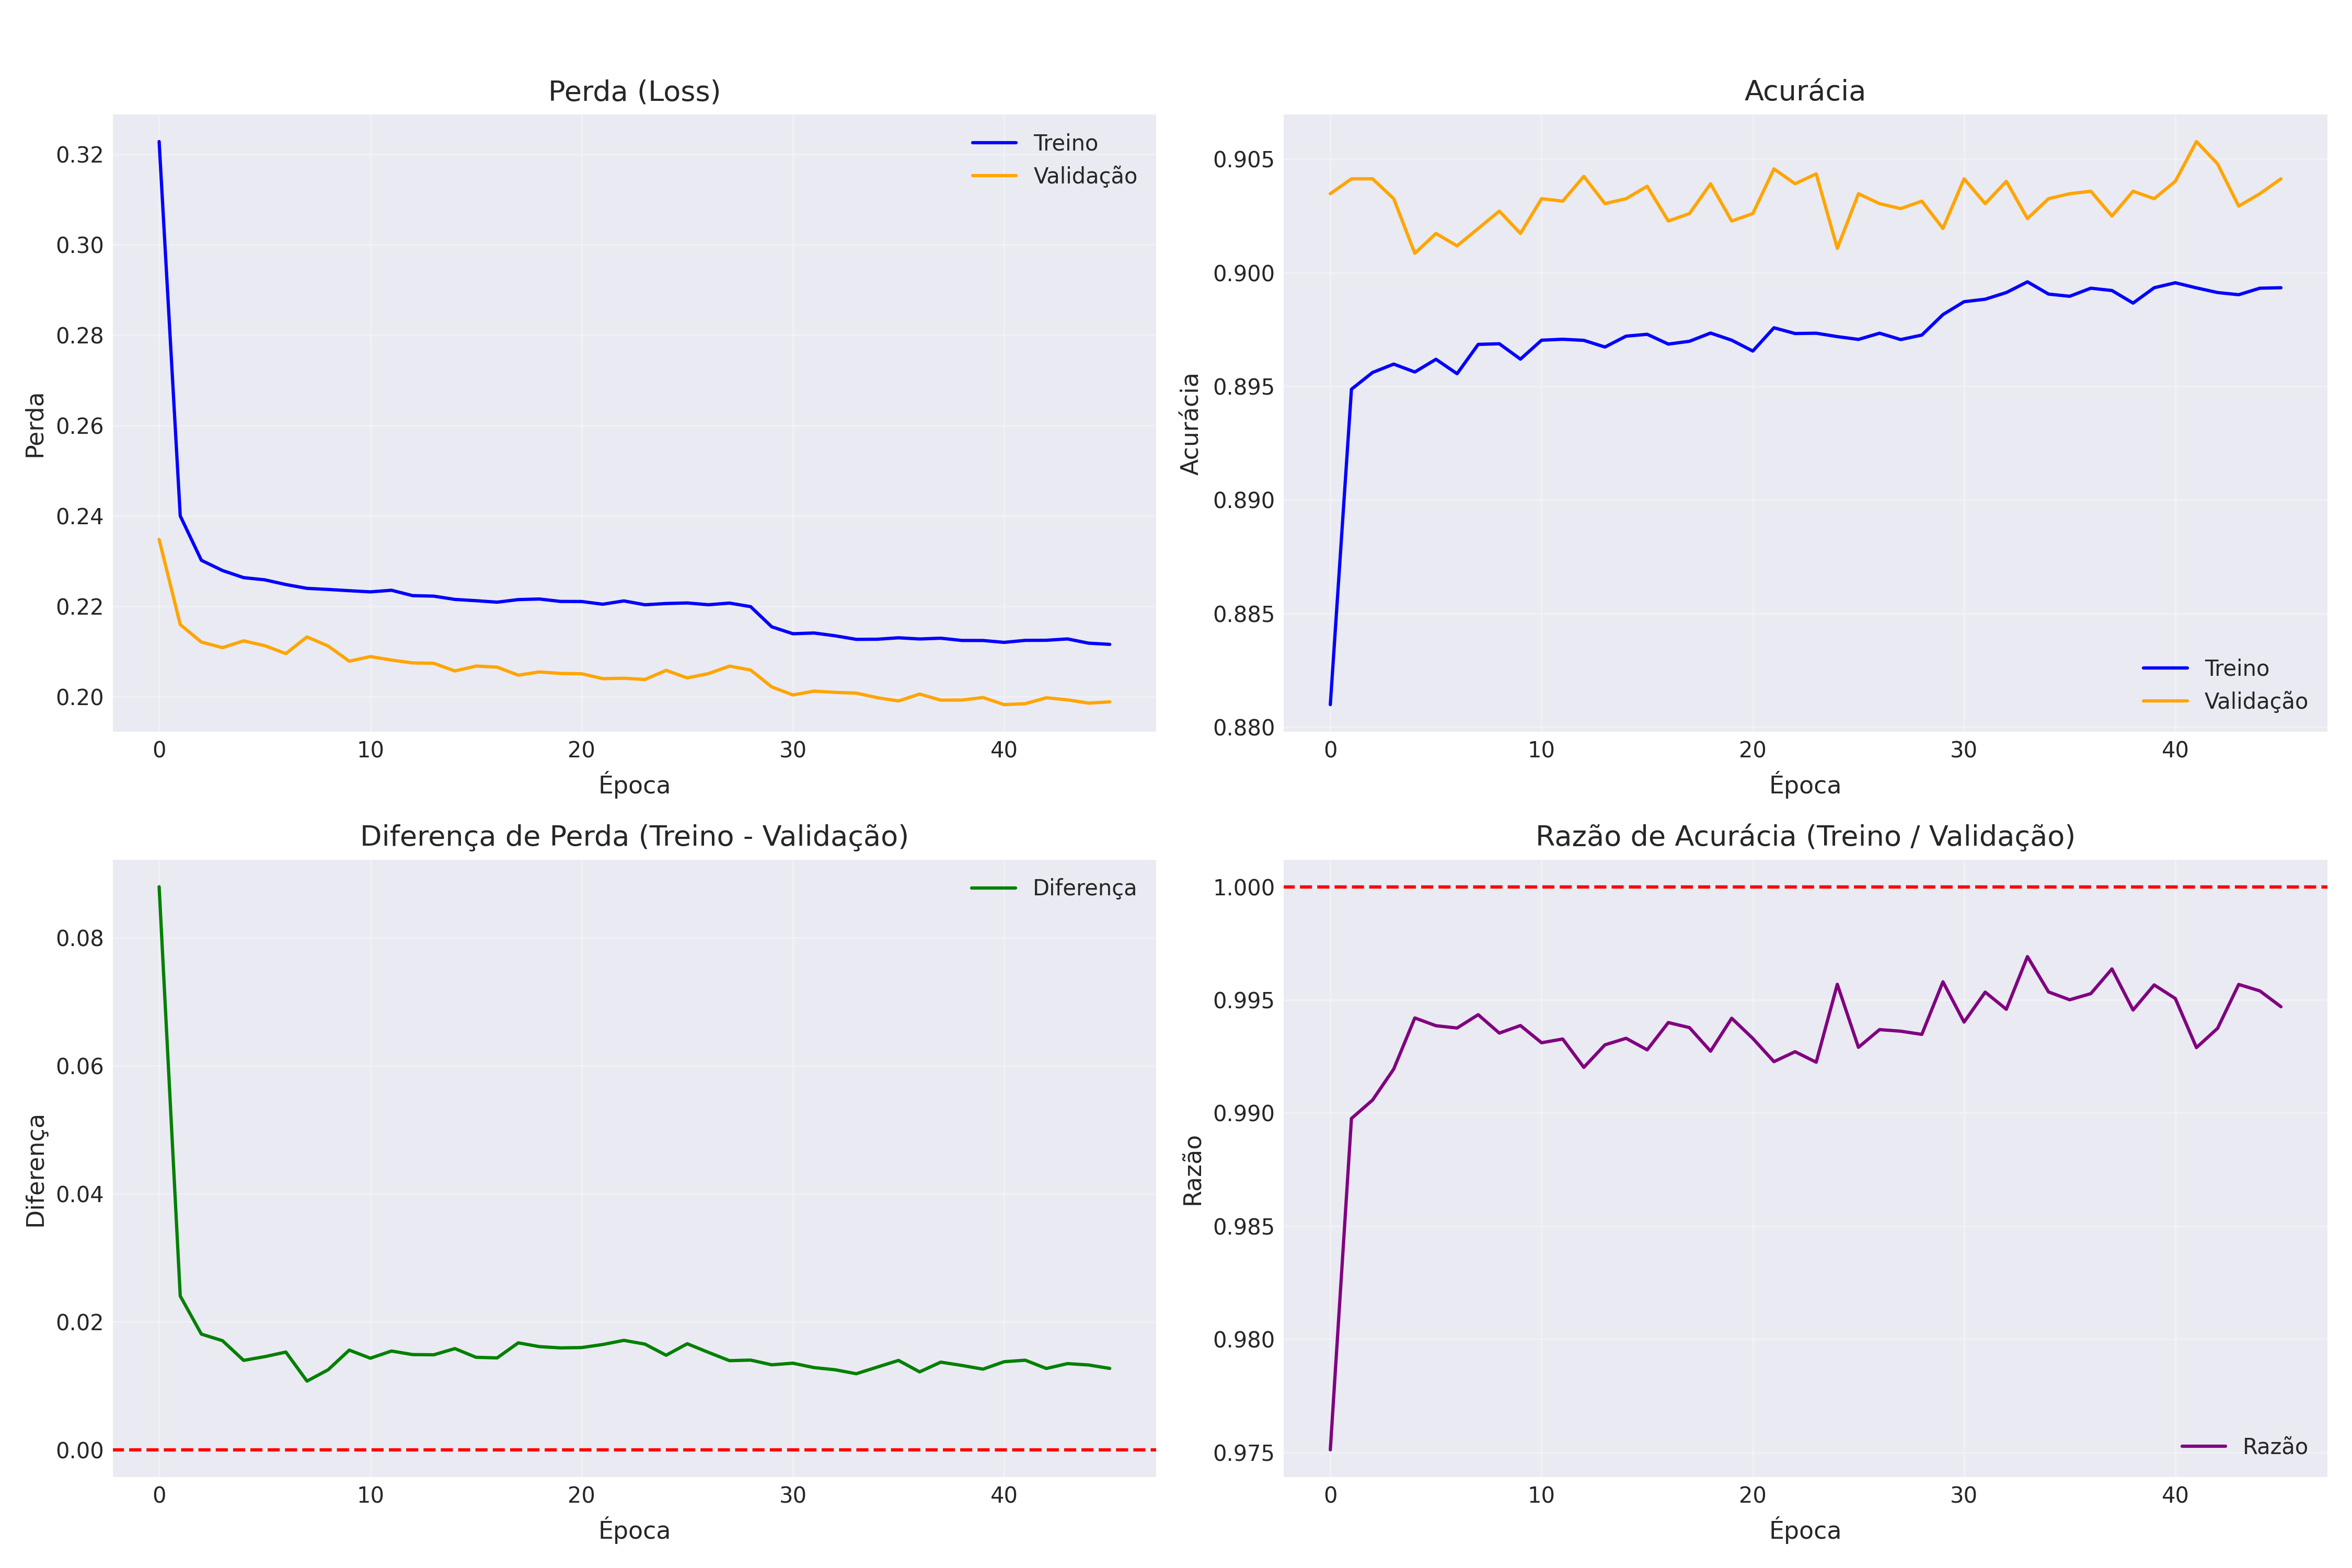 Perda (Loss)
Treino
Validação
0.32
0.30
0.28
0.26
0.24
0.22
0.20
Perda
0
10
20
30
40
Época
Acurácia
0.905
0.900
0.895
0.890
0.885
0.880
Acurácia
Treino
Validação
0
10
20
30
40
Época
Diferença de Perda (Treino - Validação)
Diferença
0.08
0.06
0.04
0.02
0.00
Diferença
0
10
20
30
40
Época
Razão de Acurácia (Treino / Validação)
1.000
0.995
0.990
0.985
0.980
0.975
Razão
Razão
0
10
20
30
40
Época